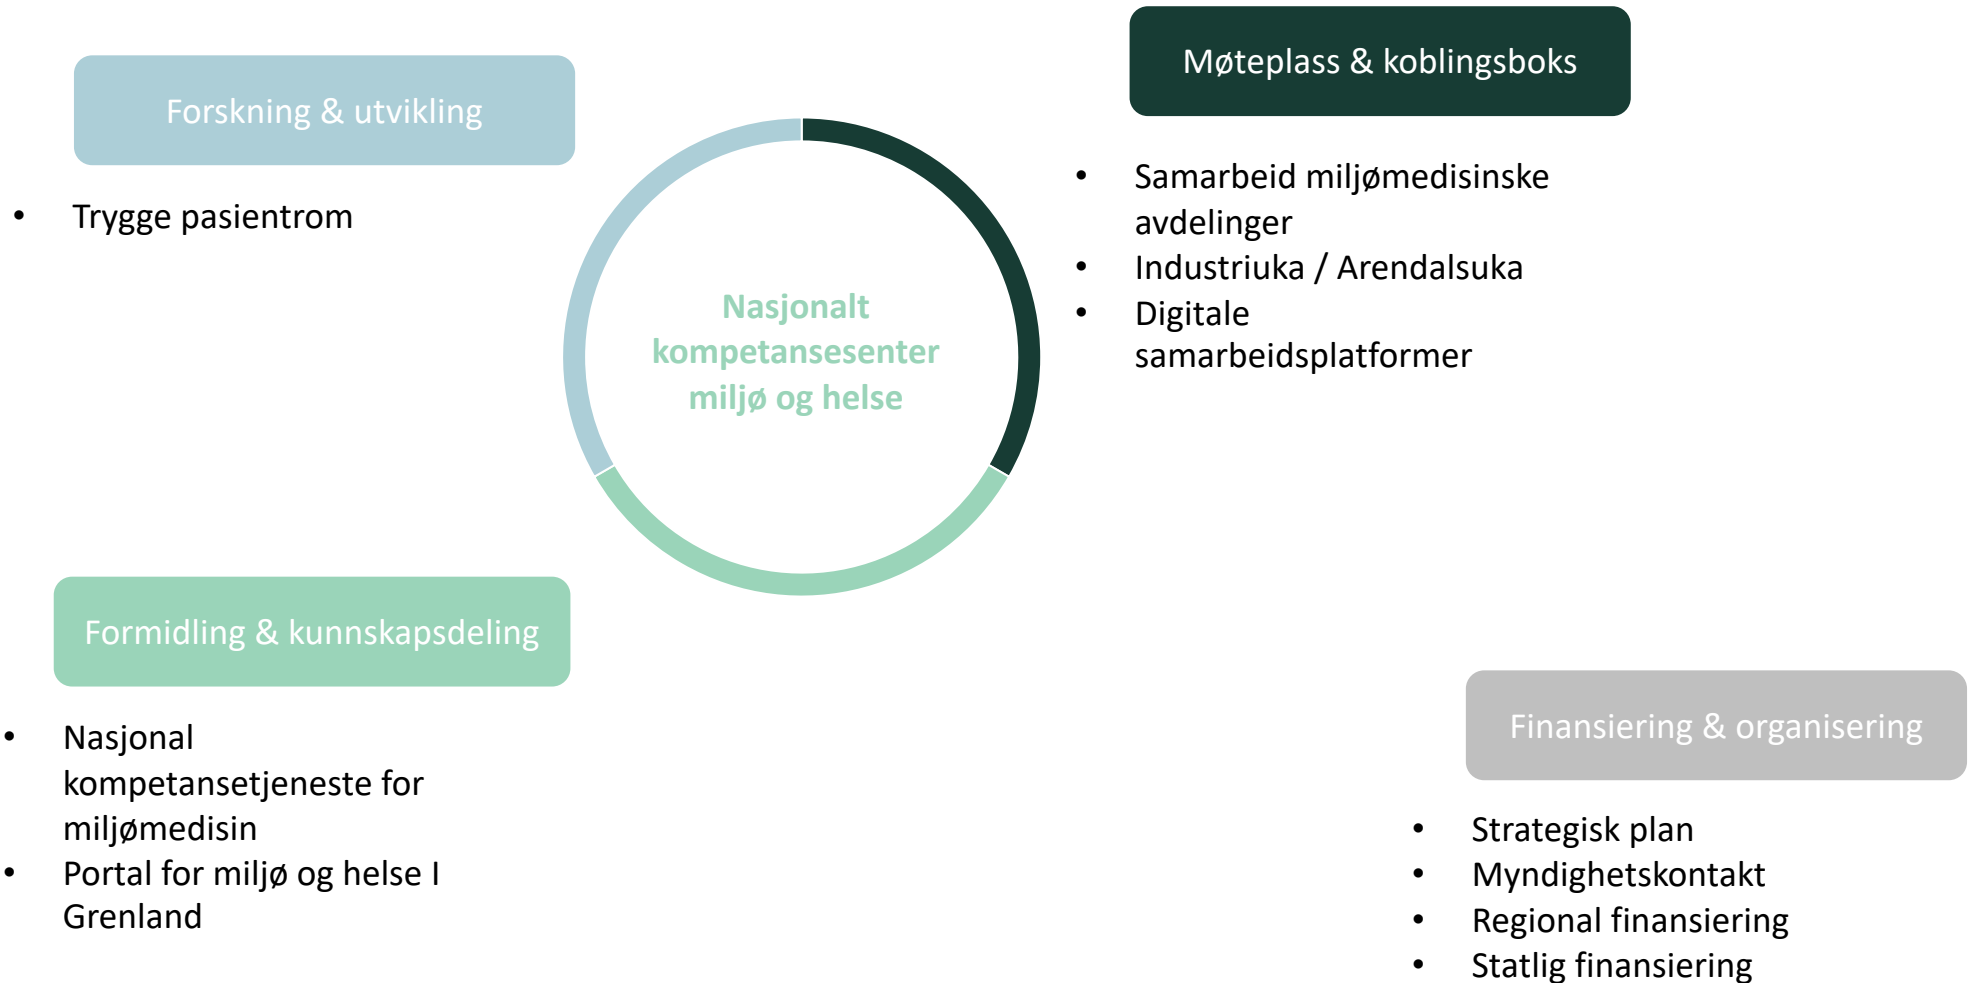 Forskning & utvikling
• Trygge pasientrom
Nasjonalt
kompetansesenter
miljø og helse
Møteplass & koblingsboks
• Samarbeid miljømedisinske
avdelinger
• Industriuka / Arendalsuka
• Digitale
samarbeidsplatformer
Formidling & kunnskapsdeling
• Nasjonal
kompetansetjeneste for
miljømedisin
• Portal for miljø og helse I
Grenland
Finansiering & organisering
• Strategisk plan
• Myndighetskontakt
• Regional finansiering
• Statlig finansiering